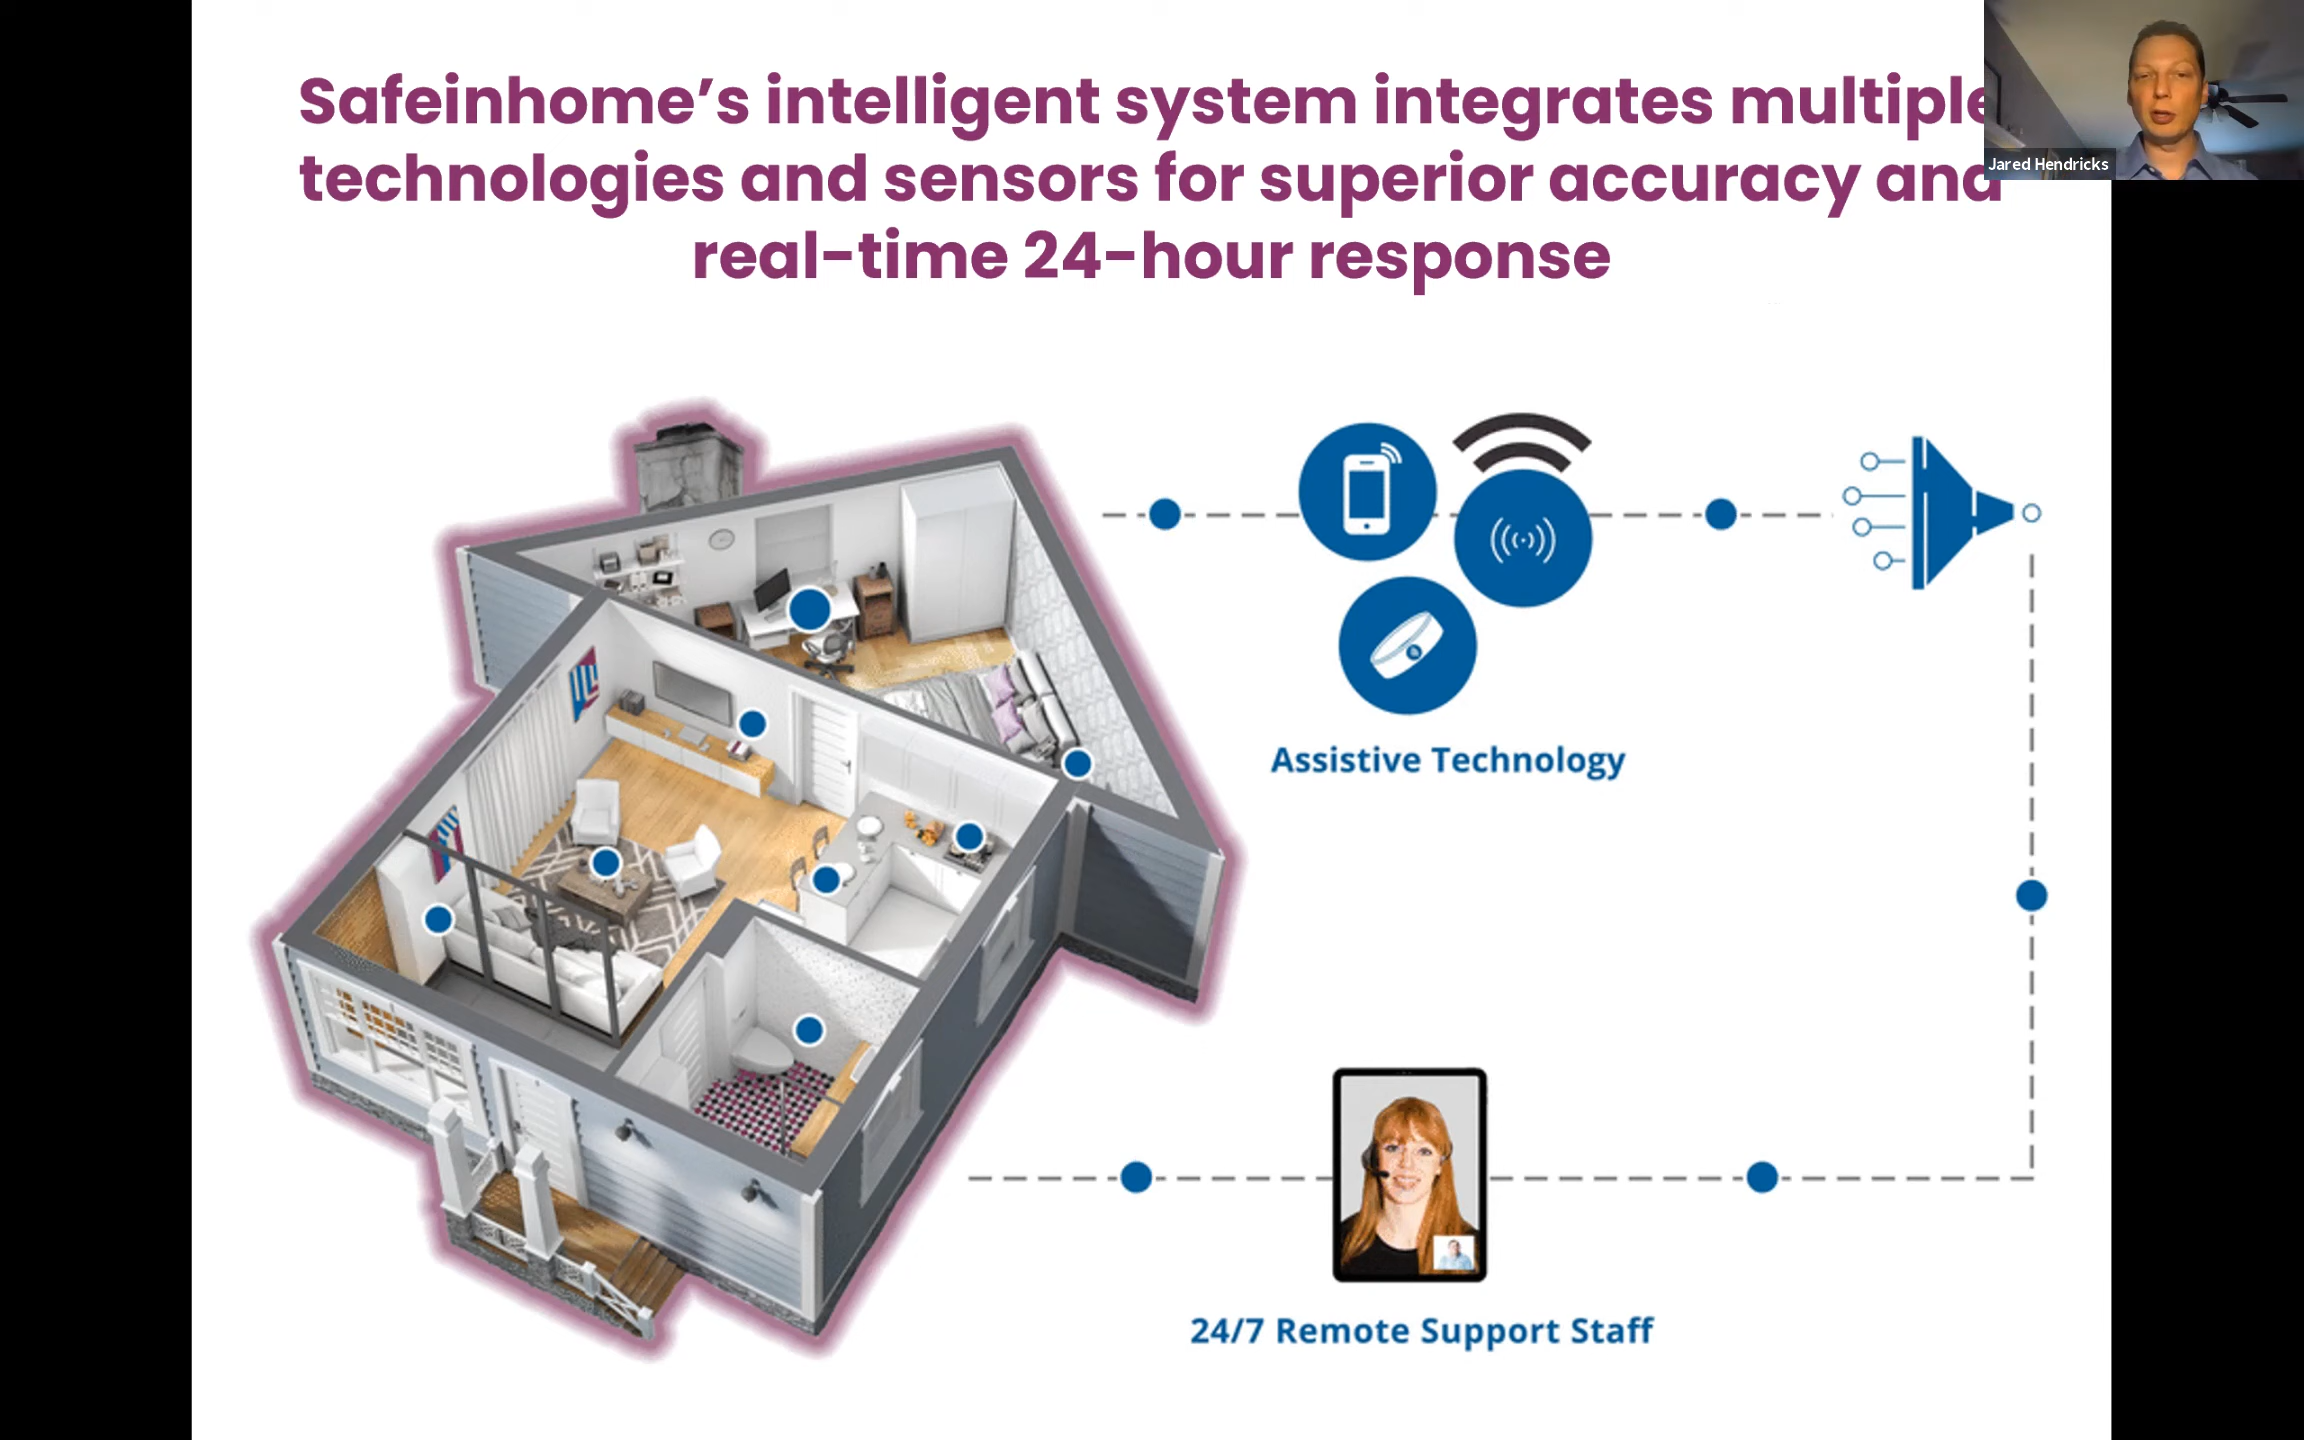 Safeinhome's intelligent system integrates multiple
technologies and sensors for superior accuracy and
real-time 24-hour response
Jared Hendricks
Assistive Technology
24/7 Remote Support Staff